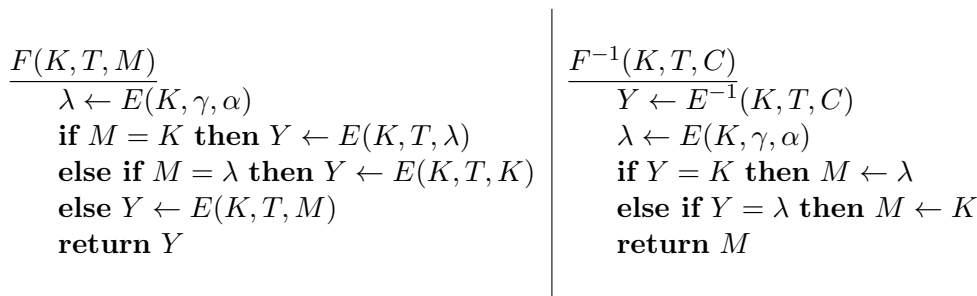 F(K, T, M)
λ ← E(K, γ, α)
if M = K then Y ← E(K, T, λ)
else if M = λ then Y ← E(K, T, K)
else Y ← E(K, T, M)
return Y
F⁻¹(K, T, C)
Y ← E⁻¹(K, T, C)
λ ← E(K, γ, α)
if Y = K then M ← λ
else if Y = λ then M ← K
return M